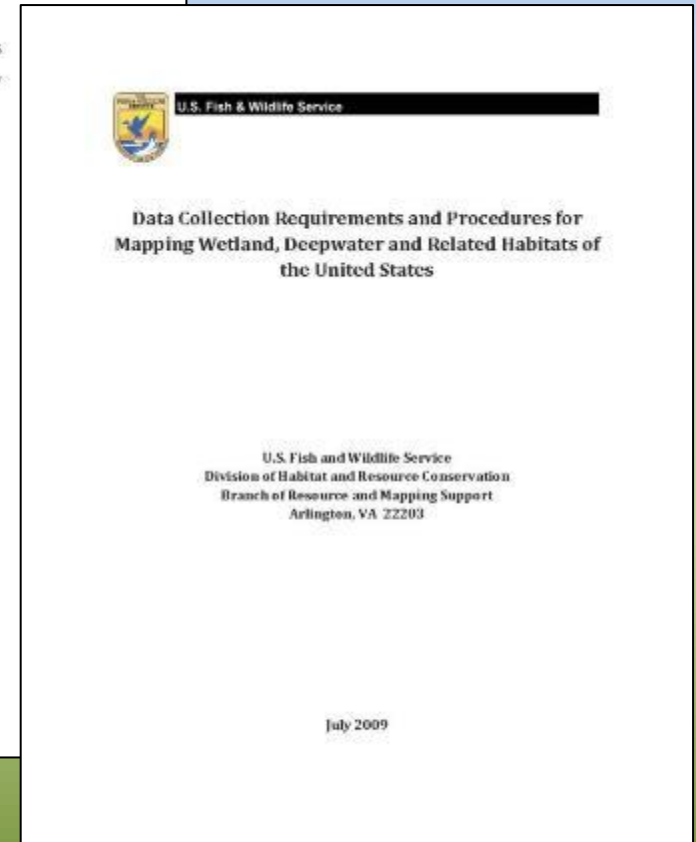 U.S. Fish & Wildlife Service
Data Collection Requirements and Procedures for
Mapping Wetland, Deepwater and Related Habitats of
the United States
U.S. Fish and Wildlife Service
Division of Habitat and Resource Conservation
Branch of Resource and Mapping Support
Arlington, VA 22203
July 2009